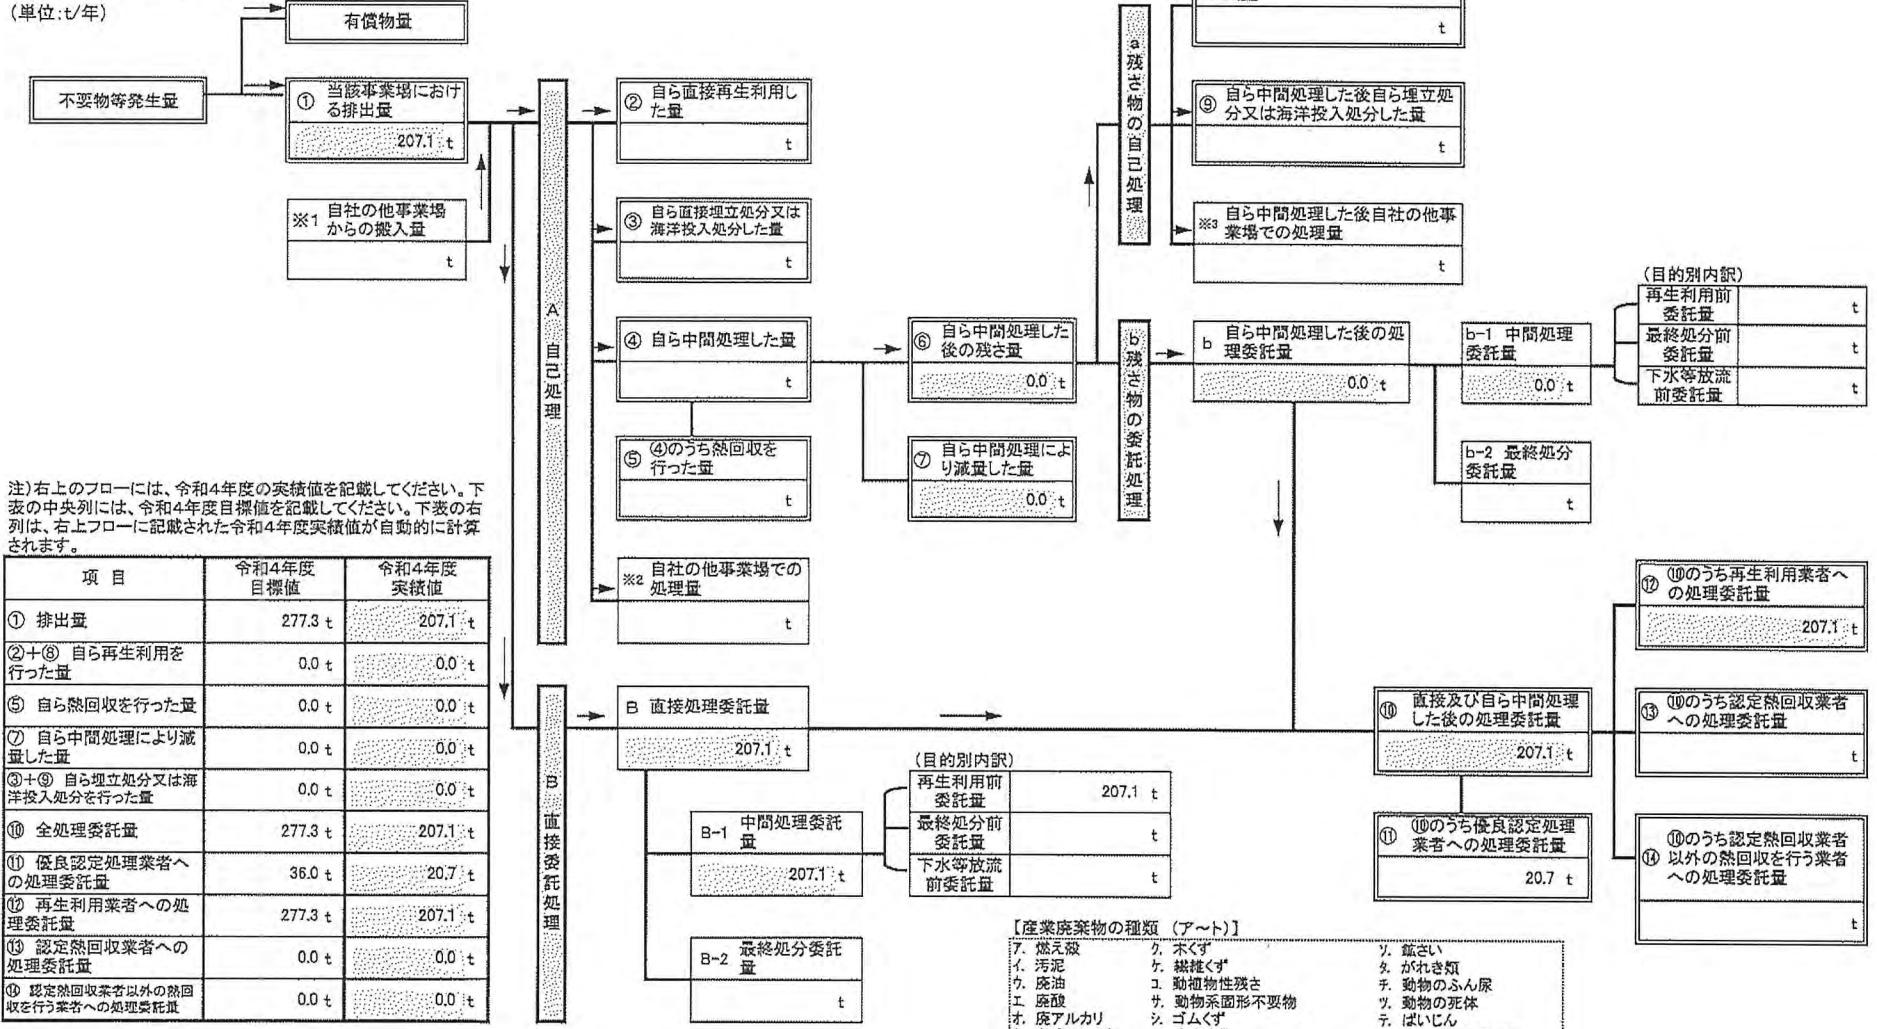 (単位:t/年)
有償物量
不要物等発生量
① 当該事業場におけ
る排出量
207.1 t
※1 自社の他事業場
からの搬入量
t
A 自己処理
② 自ら直接再生利用し
た量
t
③ 自ら直接埋立処分又は
海洋投入処分した量
t
④ 自ら中間処理した量
t
⑤ ④のうち熱回収を
行った量
t
※2 自社の他事業場での
処理量
t
⑥ 自ら中間処理した
後の残さ量
0.0 t
⑦ 自ら中間処理によ
り減量した量
0.0 t
a 残さ物の自己処理
t
⑨ 自ら中間処理した後自ら埋立処
分又は海洋投入処分した量
t
※3 自ら中間処理した後自社の他事
業場での処理量
t
b 残さ物の委託処理
b 自ら中間処理した後の処
理委託量
0.0 t
b-1 中間処理
委託量
0.0 t
(目的別内訳)
再生利用前
委託量
t
最終処分前
委託量
t
下水等放流
前委託量
t
b-2 最終処分
委託量
t
注)右上のフローには、令和4年度の実績値を記載してください。下
表の中央列には、令和4年度目標値を記載してください。下表の右
列は、右上フローに記載された令和4年度実績値が自動的に計算
されます。
項 目
令和4年度
目標値
令和4年度
実績値
① 排出量
277.3 t
207.1 t
②+⑧ 自ら再生利用を
行った量
0.0 t
0.0 t
⑤ 自ら熱回収を行った量
0.0 t
0.0 t
⑦ 自ら中間処理により減
量した量
0.0 t
0.0 t
③+⑨ 自ら埋立処分又は海
洋投入処分を行った量
0.0 t
0.0 t
⑩ 全処理委託量
277.3 t
207.1 t
⑪ 優良認定処理業者へ
の処理委託量
36.0 t
20.7 t
⑫ 再生利用業者への処
理委託量
277.3 t
207.1 t
⑬ 認定熱回収業者への
処理委託量
0.0 t
0.0 t
⑭ 認定熱回収業者以外の熱回
収を行う業者への処理委託量
0.0 t
0.0 t
B 直接委託処理
B 直接処理委託量
207.1 t
B-1 中間処理委託
量
207.1 t
(目的別内訳)
再生利用前
委託量
207.1 t
最終処分前
委託量
t
下水等放流
前委託量
t
B-2 最終処分委託
量
t
⑩ 直接及び自ら中間処理
した後の処理委託量
207.1 t
⑪ ⑩のうち優良認定処理
業者への処理委託量
20.7 t
⑫ ⑩のうち再生利用業者へ
の処理委託量
207.1 t
⑬ ⑩のうち認定熱回収業者
への処理委託量
t
⑭ ⑩のうち認定熱回収業者
以外の熱回収を行う業者
への処理委託量
t
【産業廃棄物の種類 (ア~ト)】
ア. 燃え殻
イ. 汚泥
ウ. 廃油
エ. 廃酸
オ. 廃アルカリ
ク. 木くず
ケ. 繊維くず
コ. 動植物性残さ
サ. 動物系固形不要物
シ. ゴムくず
ソ. 鉱さい
タ. がれき類
チ. 動物のふん尿
ツ. 動物の死体
テ. ばいじん